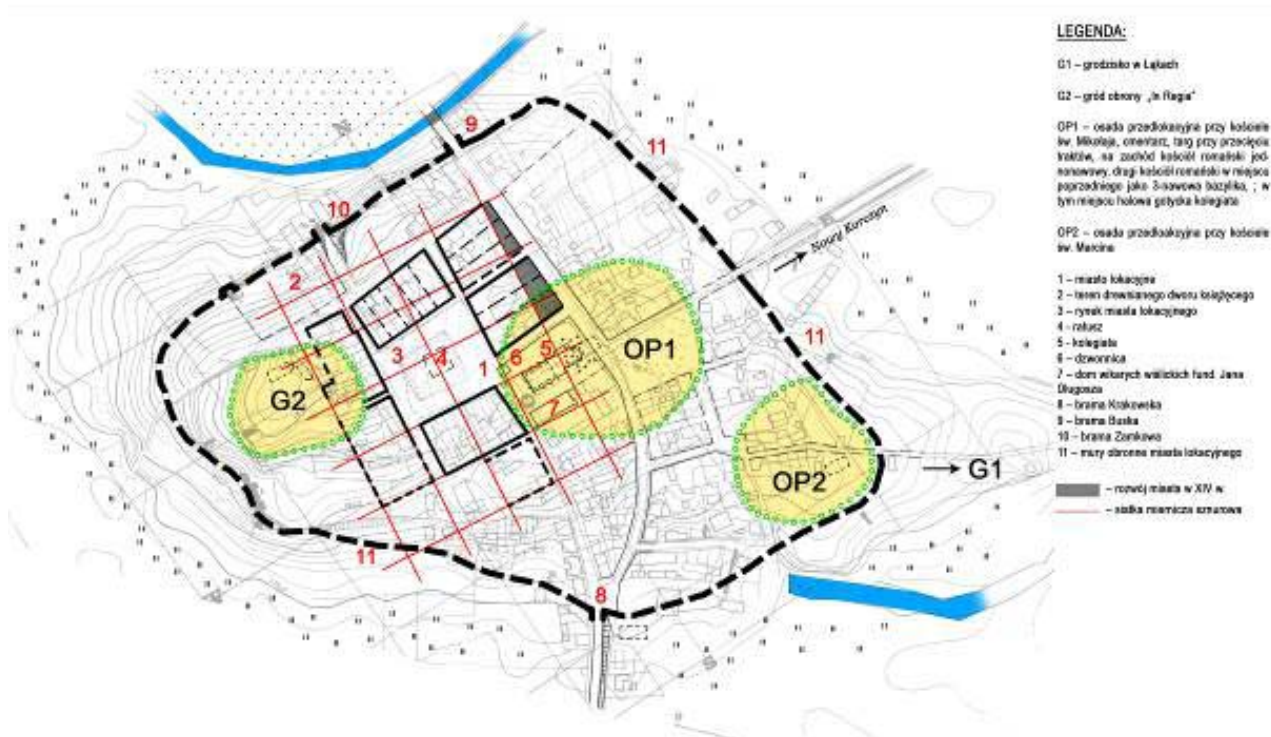 9
11
LEGENDA:
G1 – grodzisko w Łąkach
10
G2 – gród obrony „In Regia"
Nowy Korczyn
OP1 – osada przedlokacyjna przy kościele
św. Mikołaja, cmentarz, targ przy przecięciu
traktów, na zachód kościół romański jed-
nonawowy, drugi kościół romański w miejscu
poprzedniego jako 3-nawowa bazylika, ; w
tym miejscu halowa gotycka kolegiata
OP2 – osada przedlokacyjna przy kościele
św. Marcina
2
1 – miasto lokacyjne
2 – teren drewnianego dworu książęcego
3 – rynek miasta lokacyjnego
4 – ratusz
5 - kolegiata
6 – dzwonnica
7 – dom wikarych wiślickich fund. Jana
Długosza
8 – brama Krakowska
9 – brama Buska
10 – brama Zamkowa
11 – mury obronne miasta lokacyjnego
– rozwój miasta w XIV w.
– siatka miernicza sznurowa
11
3
4
1
6
5
OP1
G2
7
OP2
G1
11
8